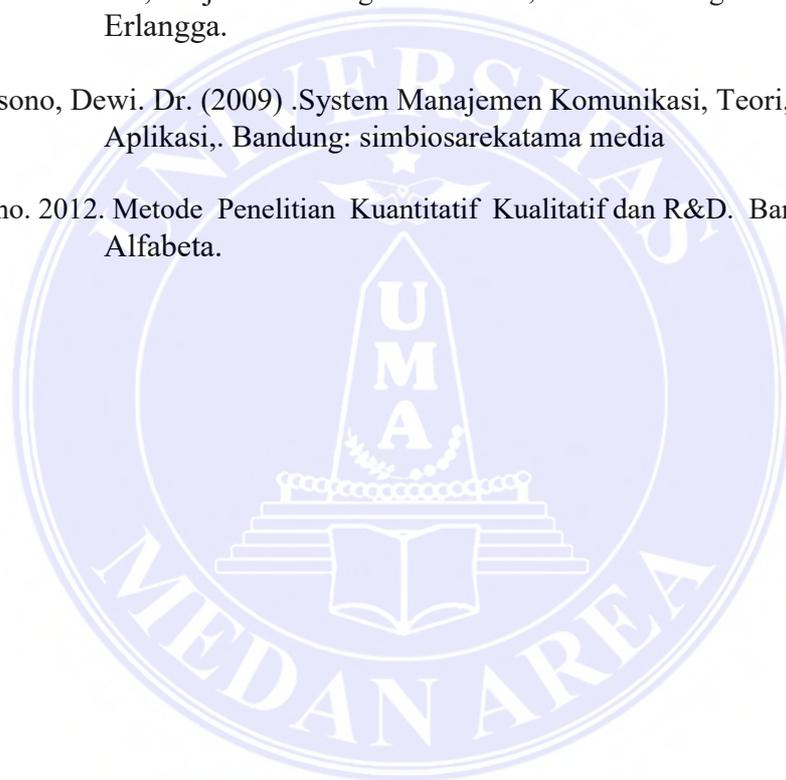 Erlangga.
sono, Dewi. Dr. (2009) .System Manajemen Komunikasi, Teori,
Aplikasi,. Bandung: simbiosarekatama media
no. 2012. Metode Penelitian Kuantitatif Kualitatif dan R&D. Ban
Alfabeta.
UNIVERSITAS
U
M
A
MEDAN AREA